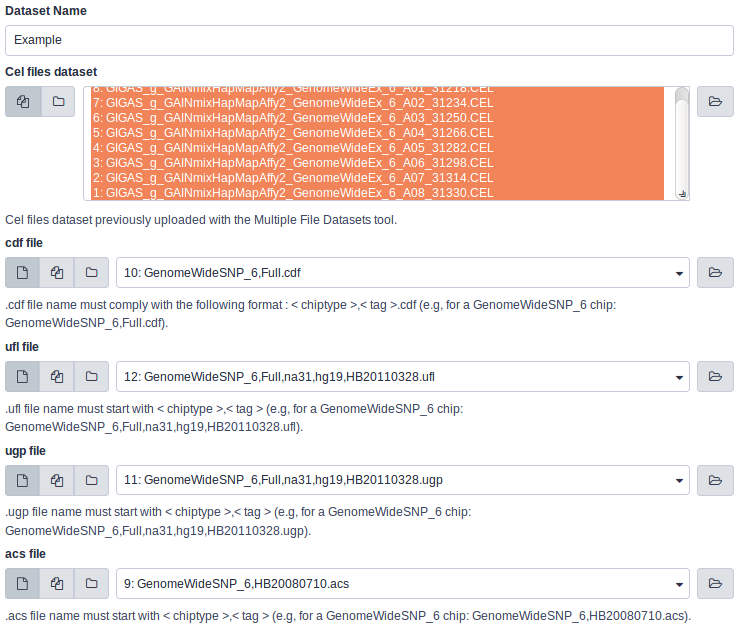 Dataset Name
Example
Cel files dataset
8: GIGAS_g_GAINmixHapMapAffy2_GenomeWideEx_6_A01_31218.CEL
7: GIGAS_g_GAINmixHapMapAffy2_GenomeWideEx_6_A02_31234.CEL
6: GIGAS_g_GAINmixHapMapAffy2_GenomeWideEx_6_A03_31250.CEL
5: GIGAS_g_GAINmixHapMapAffy2_GenomeWideEx_6_A04_31266.CEL
4: GIGAS_g_GAINmixHapMapAffy2_GenomeWideEx_6_A05_31282.CEL
3: GIGAS_g_GAINmixHapMapAffy2_GenomeWideEx_6_A06_31298.CEL
2: GIGAS_g_GAINmixHapMapAffy2_GenomeWideEx_6_A07_31314.CEL
1: GIGAS_g_GAINmixHapMapAffy2_GenomeWideEx_6_A08_31330.CEL
Cel files dataset previously uploaded with the Multiple File Datasets tool.
cdf file
10: GenomeWideSNP_6,Full.cdf
.cdf file name must comply with the following format : < chiptype >,< tag >.cdf (e.g, for a GenomeWideSNP_6 chip:
GenomeWideSNP_6,Full.cdf).
ufl file
12: GenomeWideSNP_6,Full,na31,hg19,HB20110328.ufl
.ufl file name must start with < chiptype >,< tag > (e.g, for a GenomeWideSNP_6 chip:
GenomeWideSNP_6,Full,na31,hg19,HB20110328.ufl).
ugp file
11: GenomeWideSNP_6,Full,na31,hg19,HB20110328.ugp
.ugp file name must start with < chiptype >,< tag > (e.g, for a GenomeWideSNP_6 chip:
GenomeWideSNP_6,Full,na31,hg19,HB20110328.ugp).
acs file
9: GenomeWideSNP_6,HB20080710.acs
.acs file name must start with < chiptype >,< tag > (e.g, for a GenomeWideSNP_6 chip: GenomeWideSNP_6,HB20080710.acs).